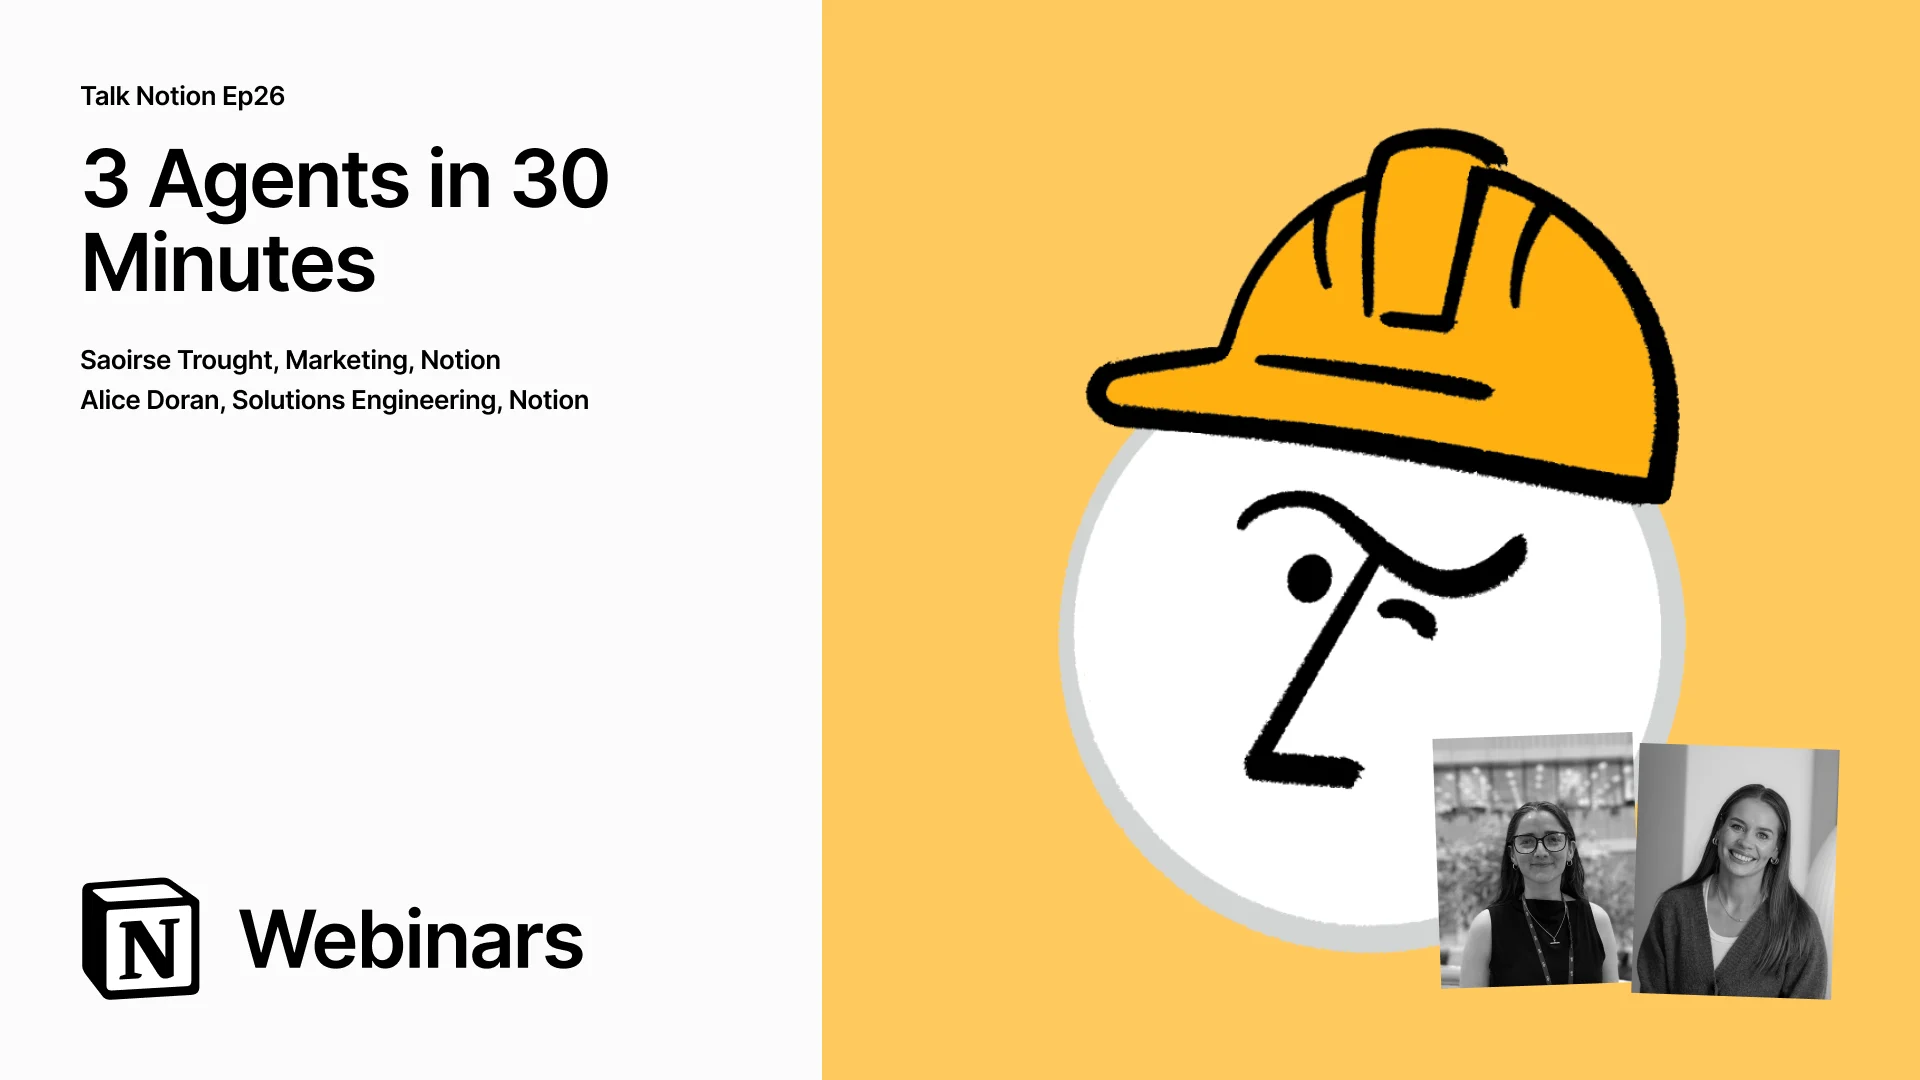 Talk Notion Ep26
3 Agents in 30
Minutes
Saoirse Trought, Marketing, Notion
Alice Doran, Solutions Engineering, Notion
N
Webinars